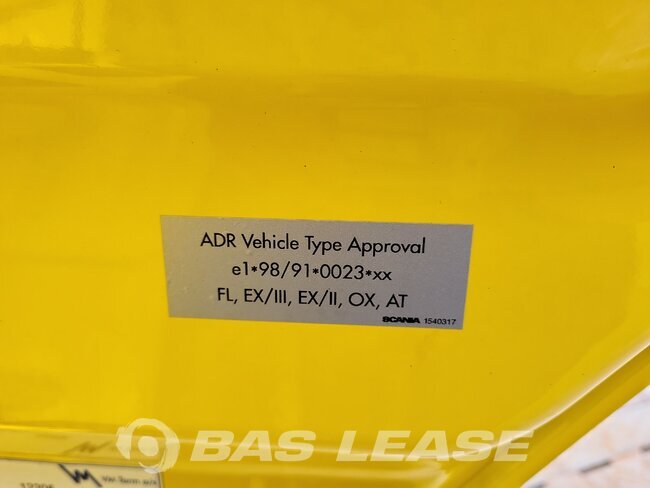 ADR Vehicle Type Approval
e1*98/91*0023*xx
FL, EX/III, EX/II, OX, AT
SCANIA 1540317
BAS LEASE